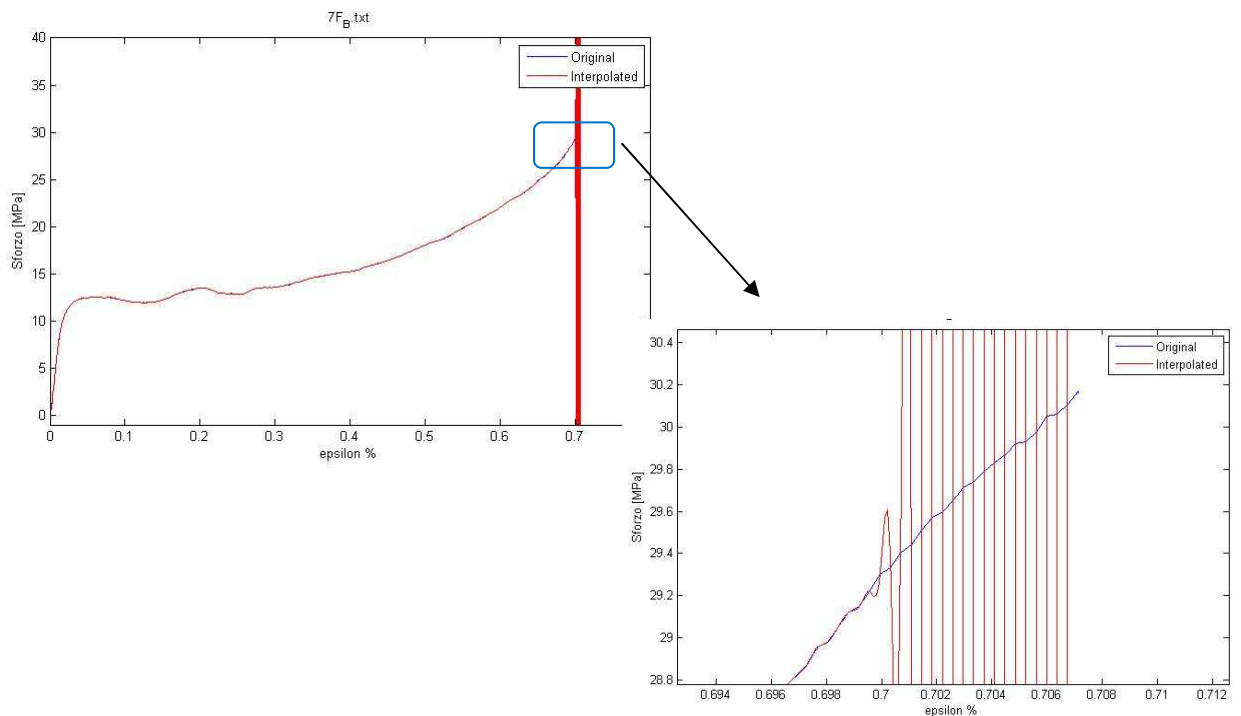 7F_B.txt
Original
Interpolated
40
35
30
25
20
15
10
5
0
Sforzo [MPa]
0 0.1 0.2 0.3 0.4 0.5 0.6 0.7
epsilon %
Original
Interpolated
30.4
30.2
30
29.8
29.6
29.4
29.2
29
28.8
Sforzo [MPa]
0.694 0.696 0.698 0.7 0.702 0.704 0.706 0.708 0.71 0.712
epsilon %